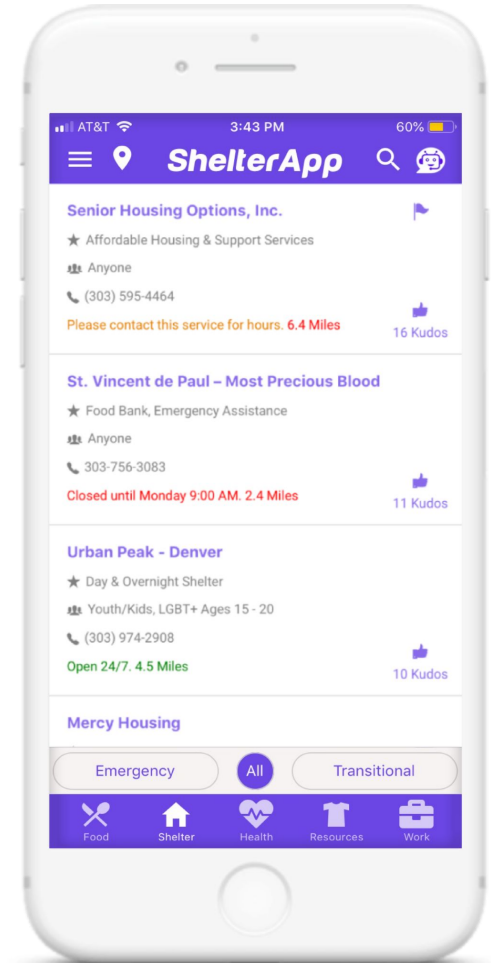 AT&T 3:43 PM 60%
ShelterApp
Senior Housing Options, Inc.
Affordable Housing & Support Services
Anyone
(303) 595-4464
Please contact this service for hours. 6.4 Miles
16 Kudos
St. Vincent de Paul – Most Precious Blood
Food Bank, Emergency Assistance
Anyone
303-756-3083
Closed until Monday 9:00 AM. 2.4 Miles
11 Kudos
Urban Peak - Denver
Day & Overnight Shelter
Youth/Kids, LGBT+ Ages 15 - 20
(303) 974-2908
Open 24/7. 4.5 Miles
10 Kudos
Mercy Housing
Emergency All Transitional
Food Shelter Health Resources Work